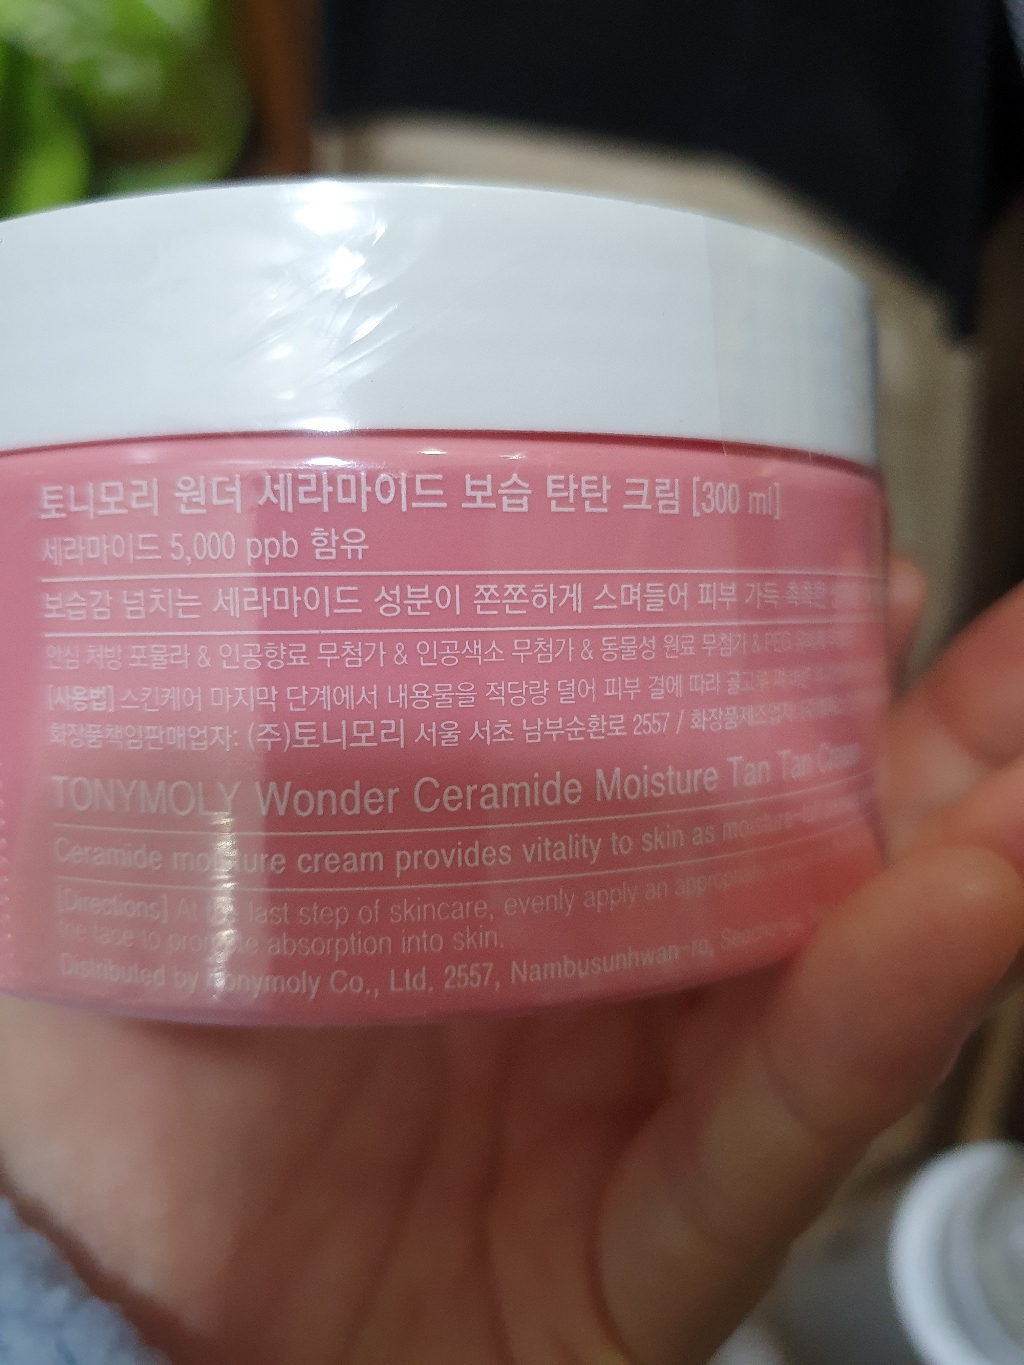 토니모리 원더 세라마이드 보습 탄탄 크림 [300 ml]
세라마이드 5,000 ppb 함유
보습감 넘치는 세라마이드 성분이 쫀쫀하게 스며들어 피부 가득 촉촉한
안심 처방 포뮬라 & 인공향료 무첨가 & 인공색소 무첨가 & 동물성 원료 무첨가 & PEG
[사용법] 스킨케어 마지막 단계에서 내용물을 적당량 덜어 피부 결에 따라 골고루
화장품책임판매업자: (주)토니모리 서울 서초 남부순환로 2557 / 화장품제조업자:
TONYMOLY Wonder Ceramide Moisture Tan Tan Cream
Ceramide moisture cream provides vitality to skin as
[Directions] At the last step of skincare, evenly apply an appropriate
the face to promote absorption into skin.
Distributed by Tonymoly Co., Ltd. 2557, Nambusunhwan-ro,